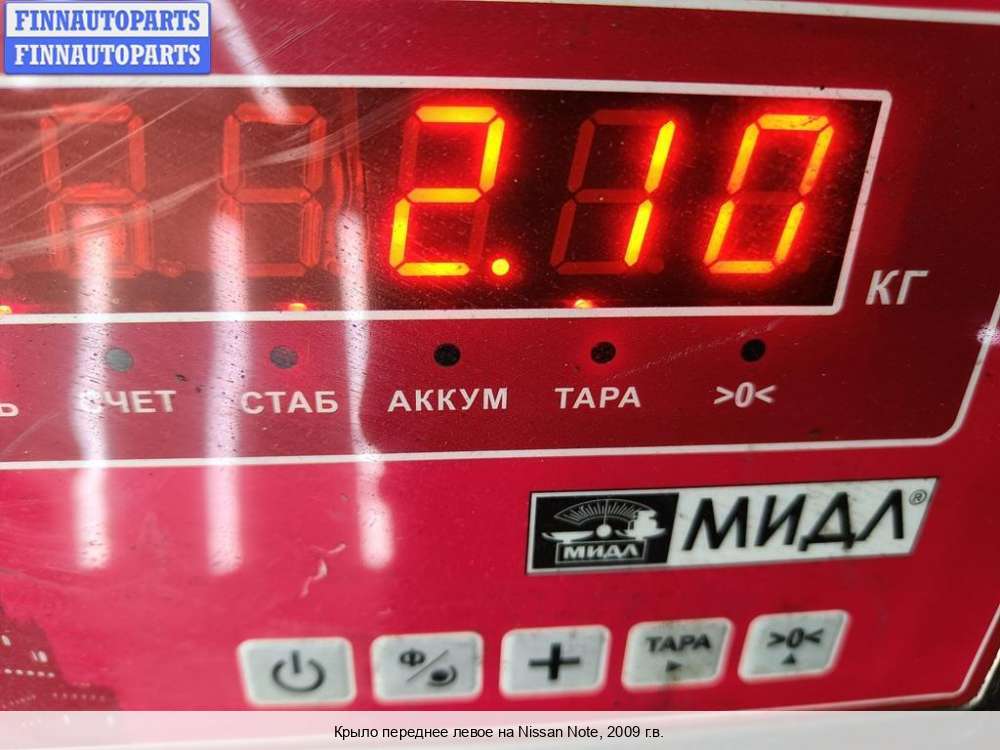 FINNAUTOPARTS
FINNAUTOPARTS
2.10
КГ
Ь СЧЕТ СТАБ АККУМ ТАРА >0<
МИДЛ МИДЛ®
Ф ТАРА >0<
Крыло переднее левое на Nissan Note, 2009 г.в.